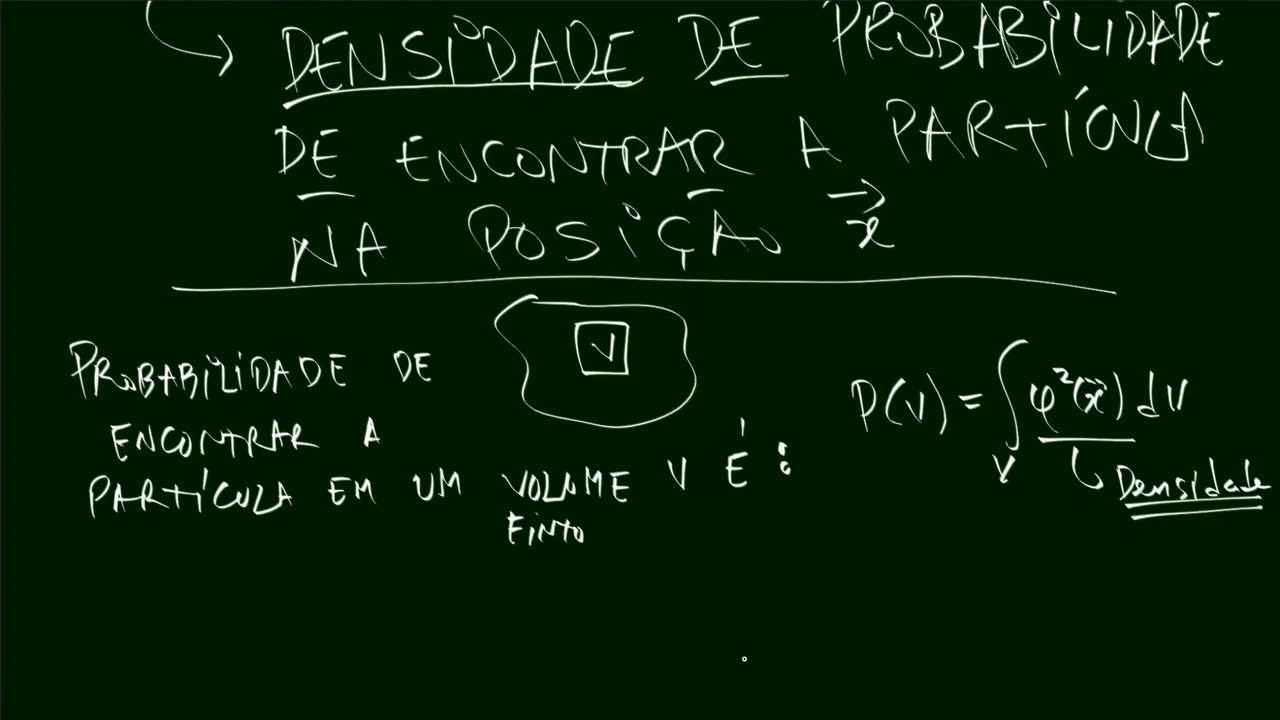 DENSIDADE DE PROBABILIDADE
DE ENCONTRAR A PARTÍCULA
NA POSIÇÃO x⃗
V
PROBABILIDADE DE
ENCONTRAR A
PARTÍCULA EM UM VOLUME V É :
FINTO
P(V) = ∫_V φ²(x⃗) dV
Densidade